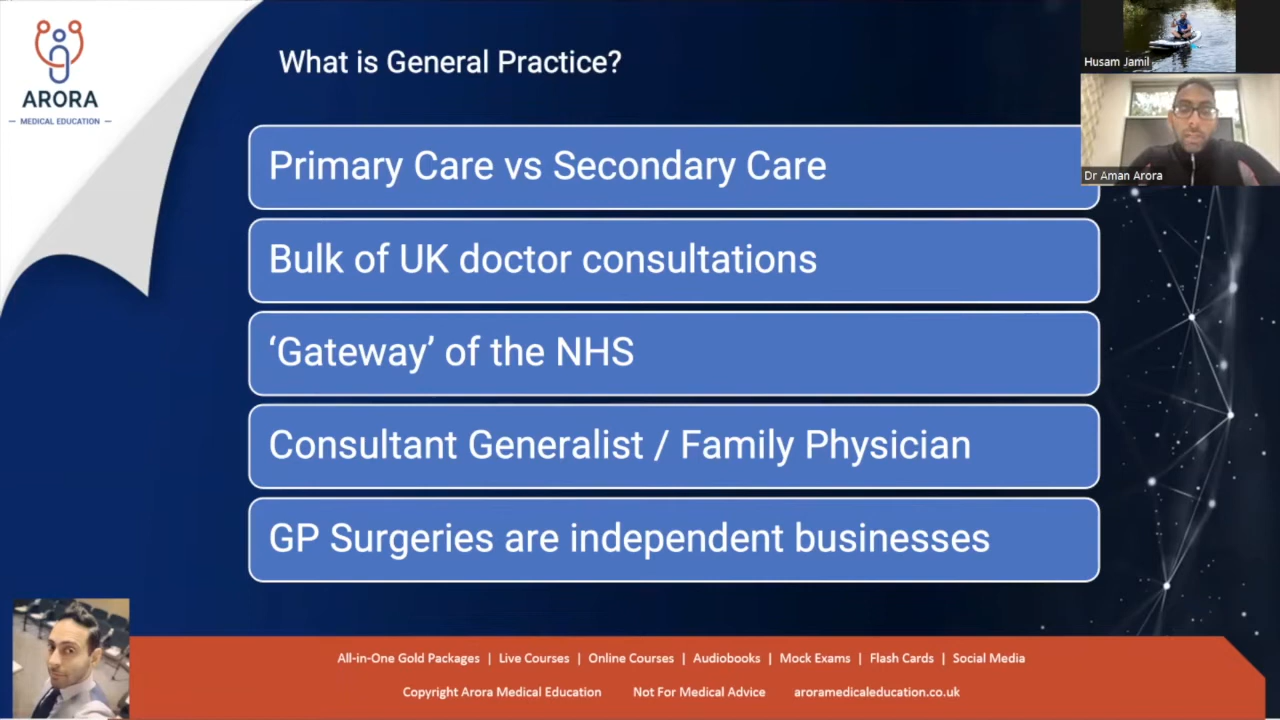 ARORA
MEDICAL EDUCATION
What is General Practice?
Husam Jamil
Dr Aman Arora
Primary Care vs Secondary Care
Bulk of UK doctor consultations
‘Gateway’ of the NHS
Consultant Generalist / Family Physician
GP Surgeries are independent businesses
All-in-One Gold Packages | Live Courses | Online Courses | Audiobooks | Mock Exams | Flash Cards | Social Media
Copyright Arora Medical Education Not For Medical Advice aroramedicaleducation.co.uk